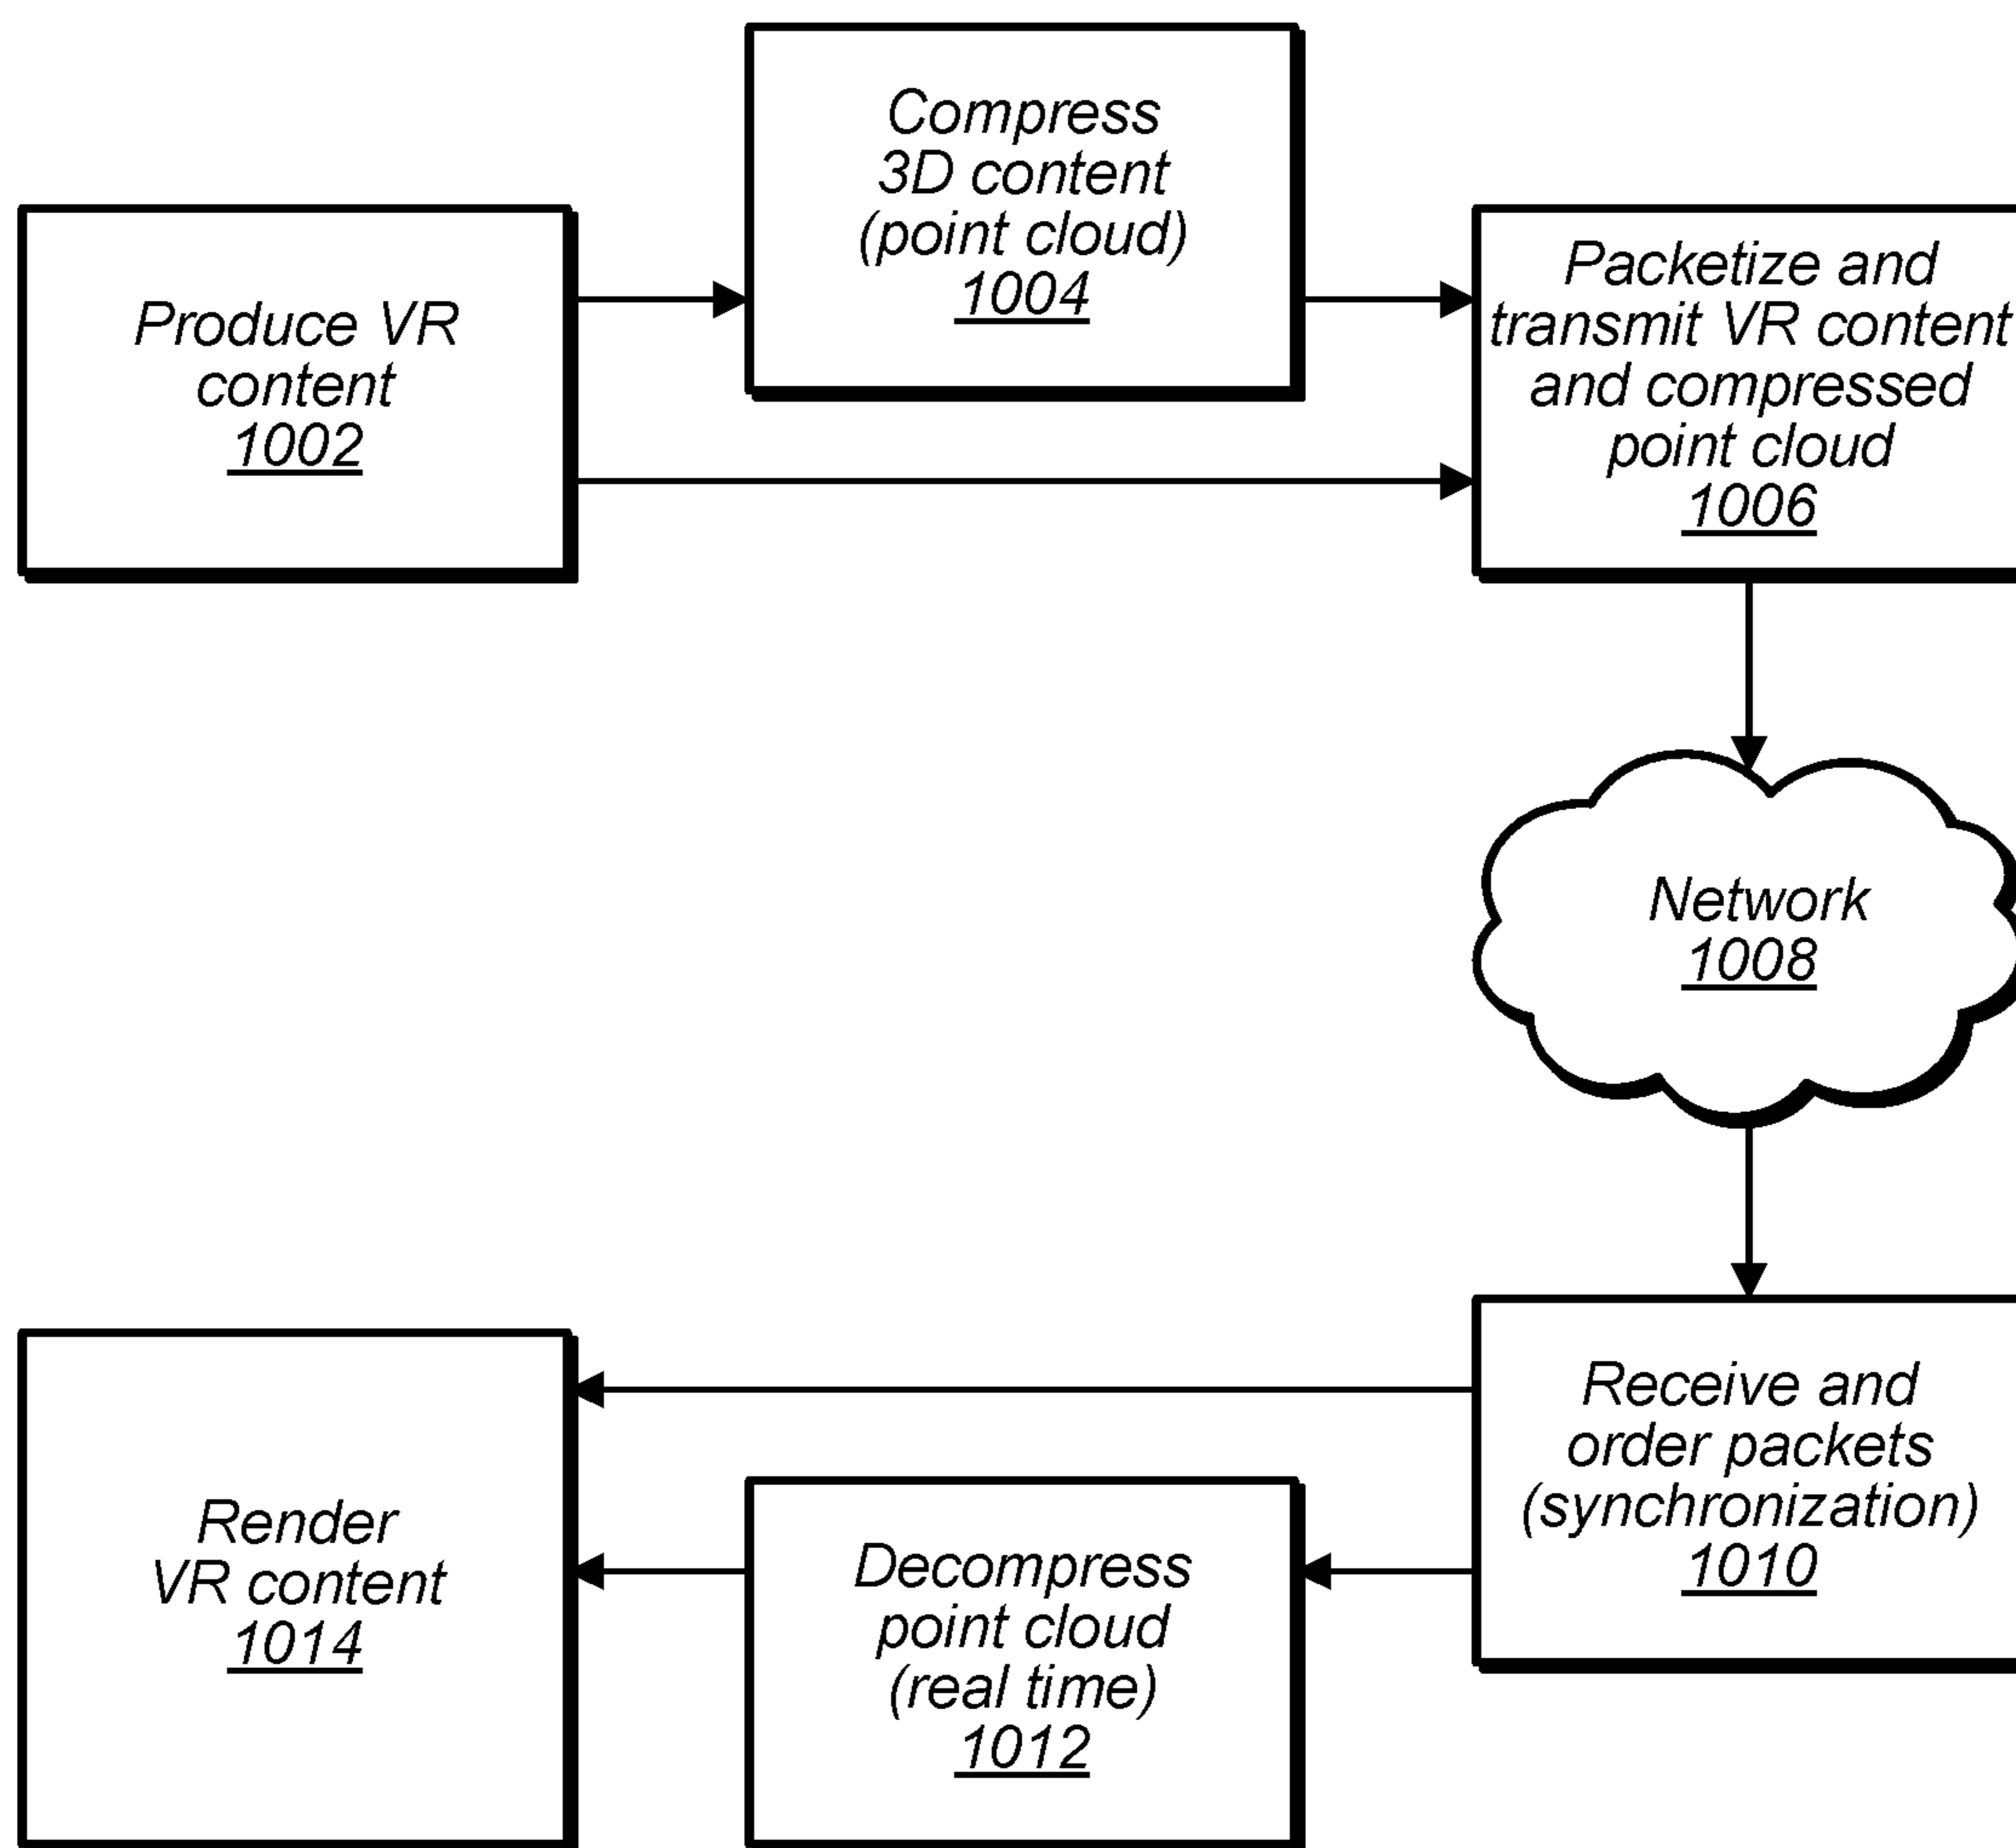 Produce VR
content
1002
Compress
3D content
(point cloud)
1004
Packetize and
transmit VR content
and compressed
point cloud
1006
Network
1008
Receive and
order packets
(synchronization)
1010
Decompress
point cloud
(real time)
1012
Render
VR content
1014